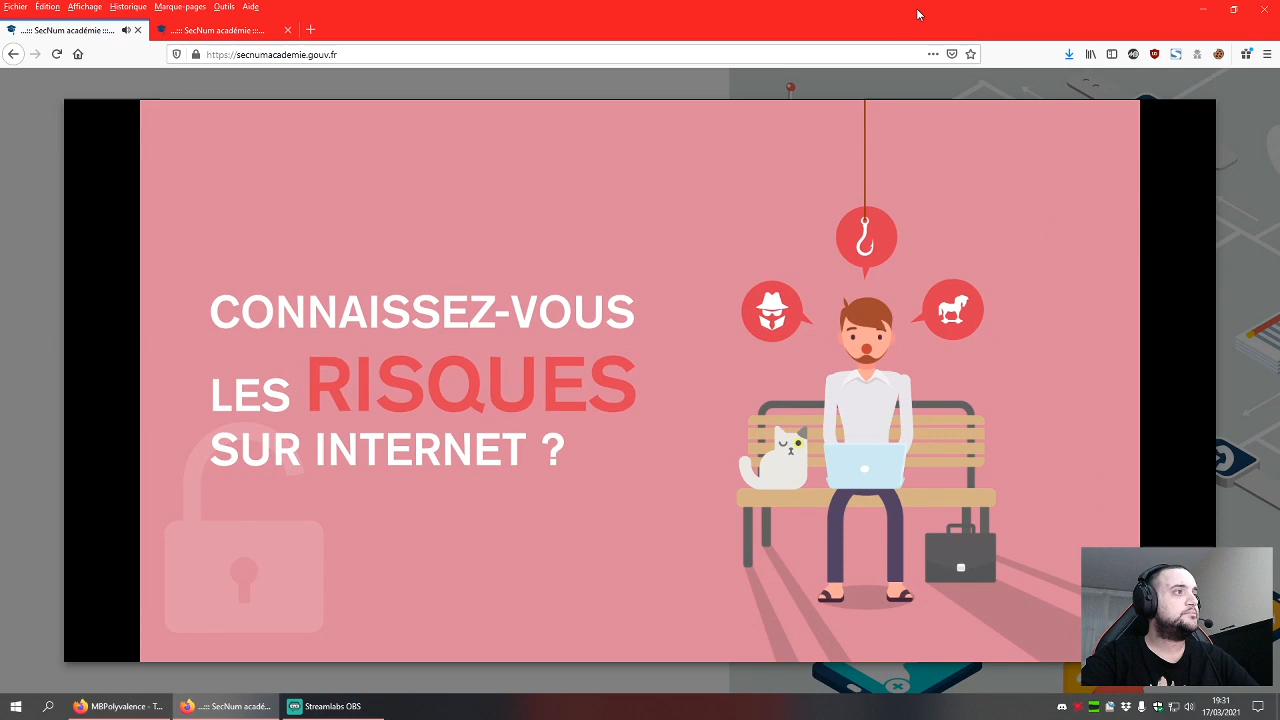 Fichier Édition Affichage Historique Marque-pages Outils Aide
...::: SecNum académie :::...
...::: SecNum académie :::...
https://secnumacademie.gouv.fr
CONNAISSEZ-VOUS
LES RISQUES
SUR INTERNET ?
MBPolyvalence - T...
...::: SecNum acadé...
Streamlabs OBS
19:31
17/03/2021